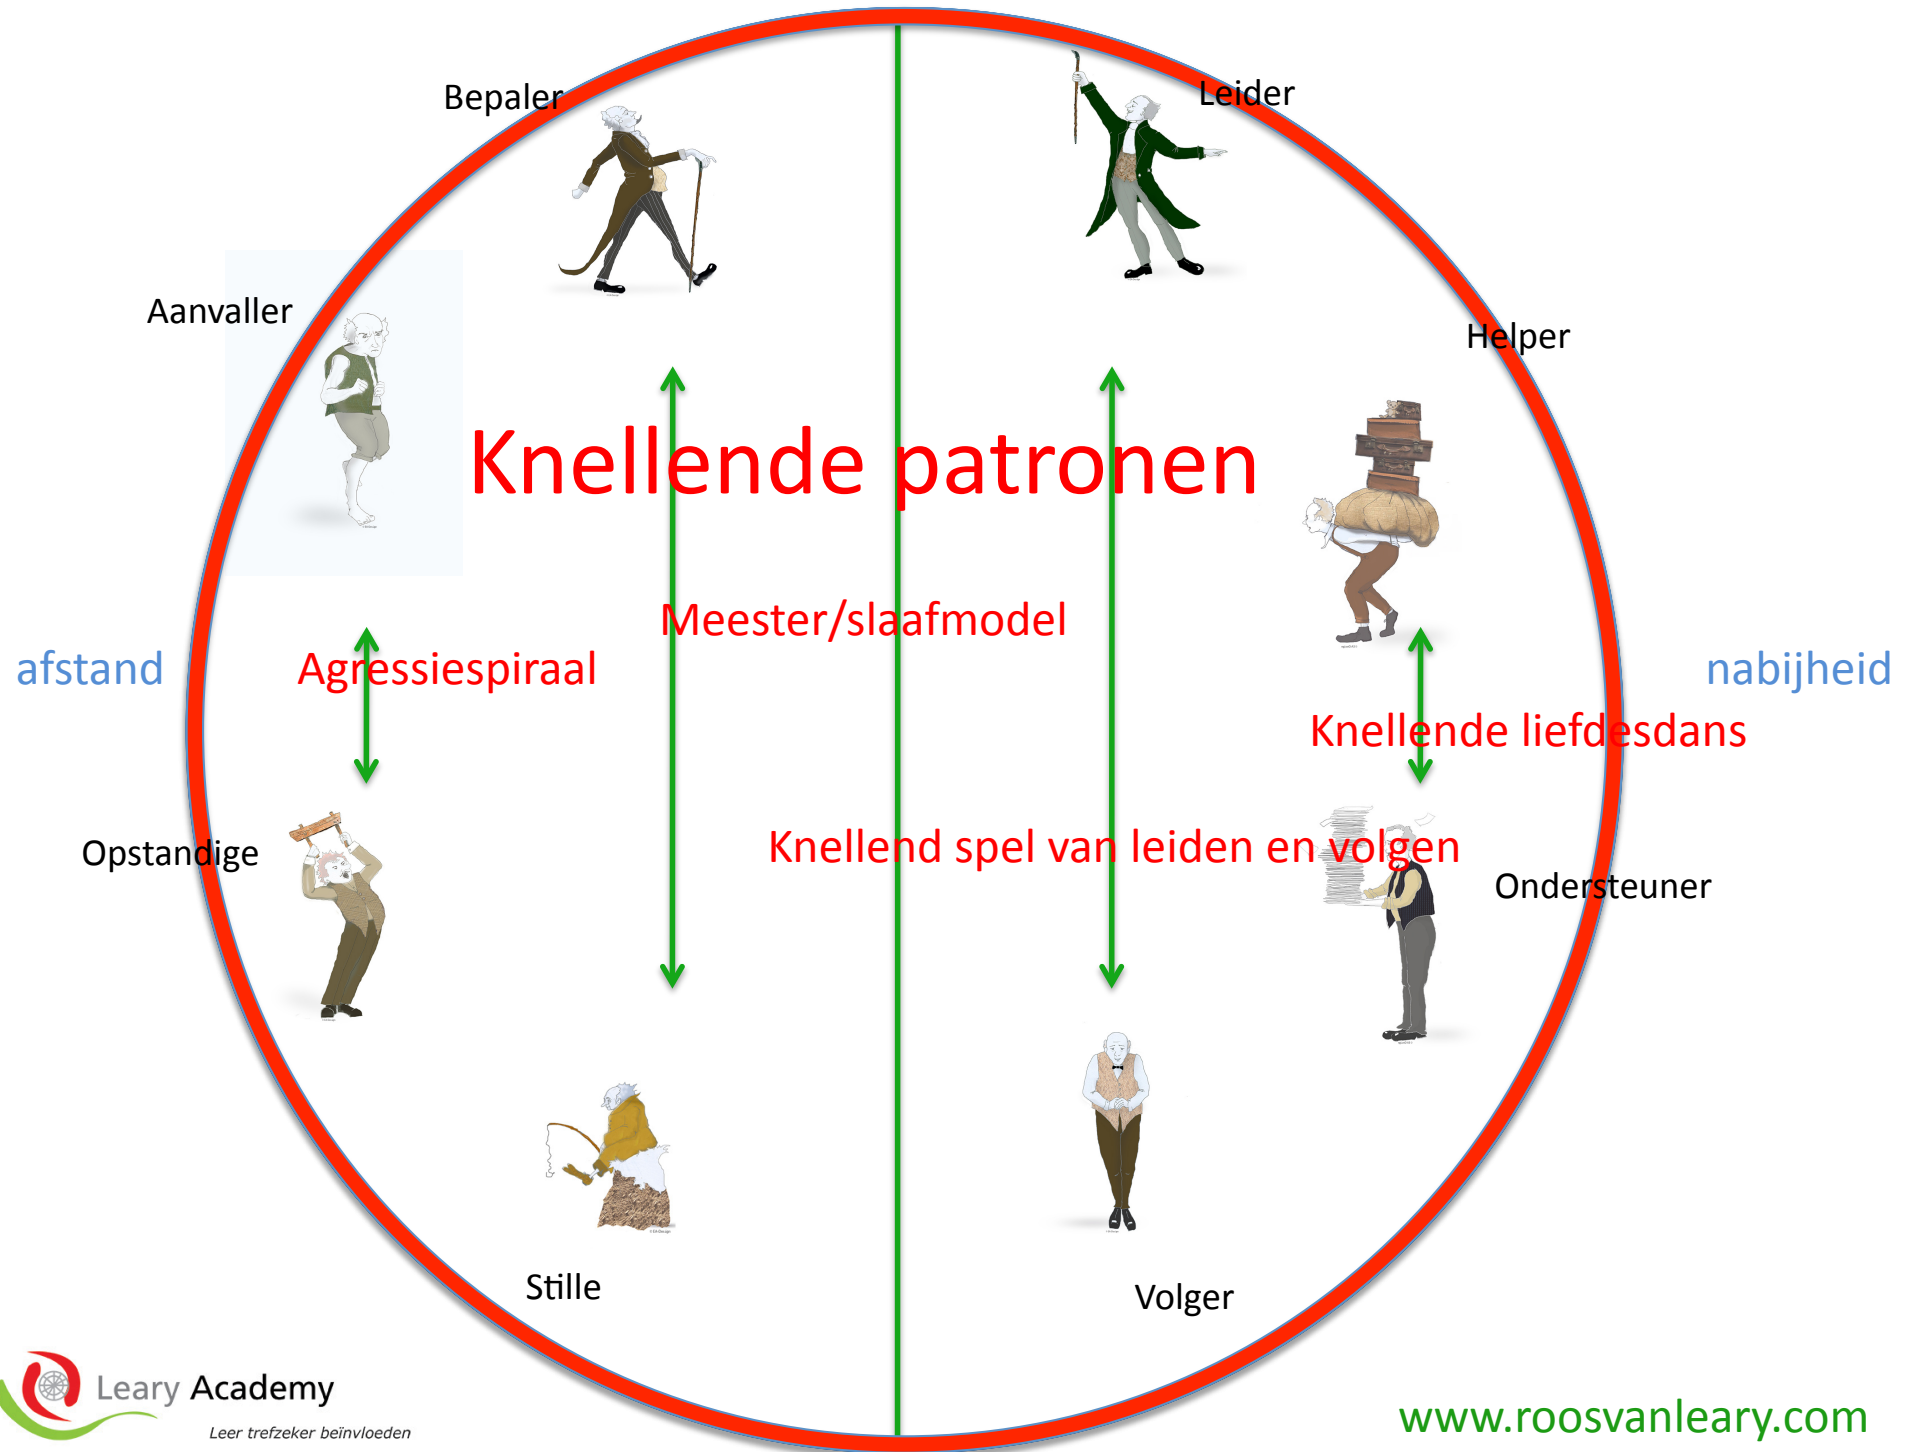 Bepaler
Leider
Aanvaller
Helper
Knellende patronen
Meester/slaafmodel
afstand
Agressiespiraal
nabijheid
Knellende liefdesdans
Knellend spel van leiden en volgen
Opstandige
Ondersteuner
Stille
Volger
Leary Academy
Leer trefzeker beïnvloeden
www.roosvanleary.com